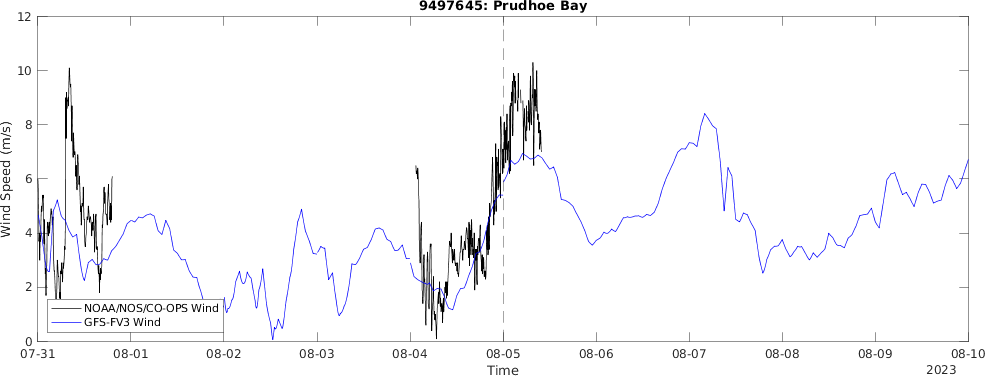 9497645: Prudhoe Bay
12
10
8
6
4
2
0
Wind Speed (m/s)
NOAA/NOS/CO-OPS Wind
GFS-FV3 Wind
07-31 08-01 08-02 08-03 08-04 08-05 08-06 08-07 08-08 08-09 08-10
Time
2023